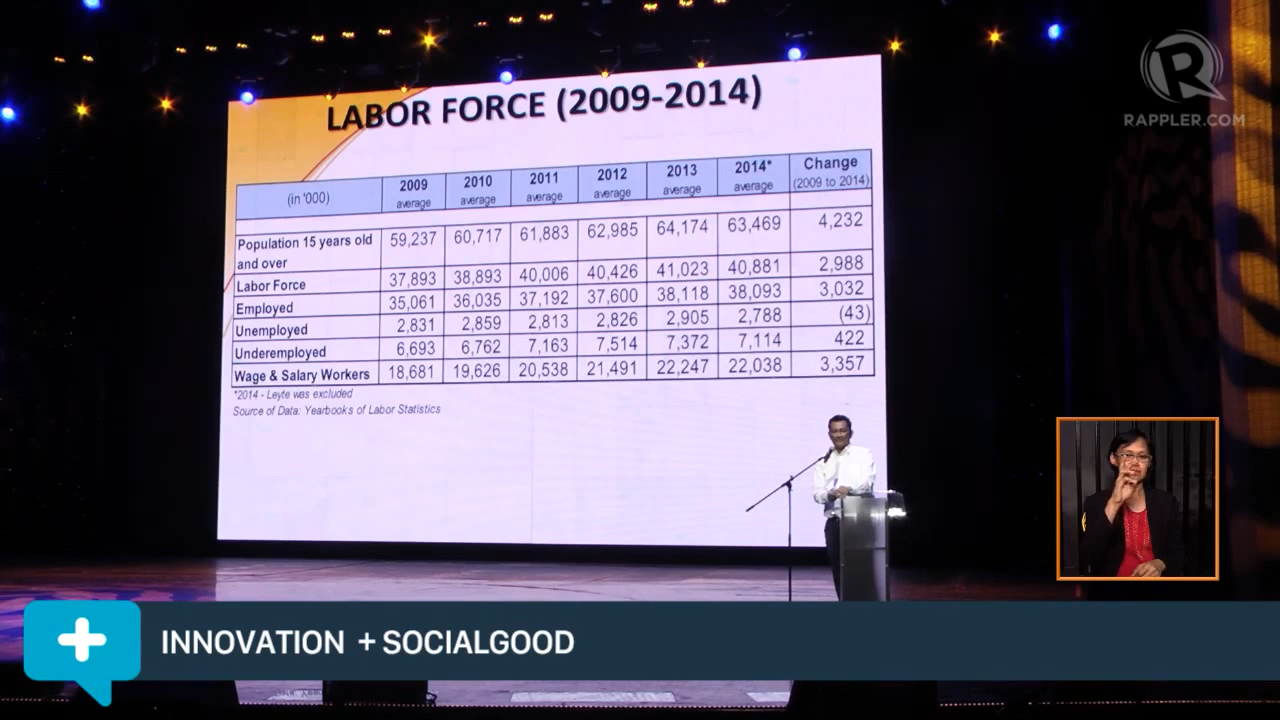 R
RAPPLER.COM
LABOR FORCE (2009-2014)
(in '000) 2009 average 2010 average 2011 average 2012 average 2013 average 2014* average Change (2009 to 2014)
Population 15 years old and over 59,237 60,717 61,883 62,985 64,174 63,469 4,232
Labor Force 37,893 38,893 40,006 40,426 41,023 40,881 2,988
Employed 35,061 36,035 37,192 37,600 38,118 38,093 3,032
Unemployed 2,831 2,859 2,813 2,826 2,905 2,788 (43)
Underemployed 6,693 6,762 7,163 7,514 7,372 7,114 422
Wage & Salary Workers 18,681 19,626 20,538 21,491 22,247 22,038 3,357
*2014 - Leyte was excluded
Source of Data: Yearbooks of Labor Statistics
INNOVATION + SOCIALGOOD